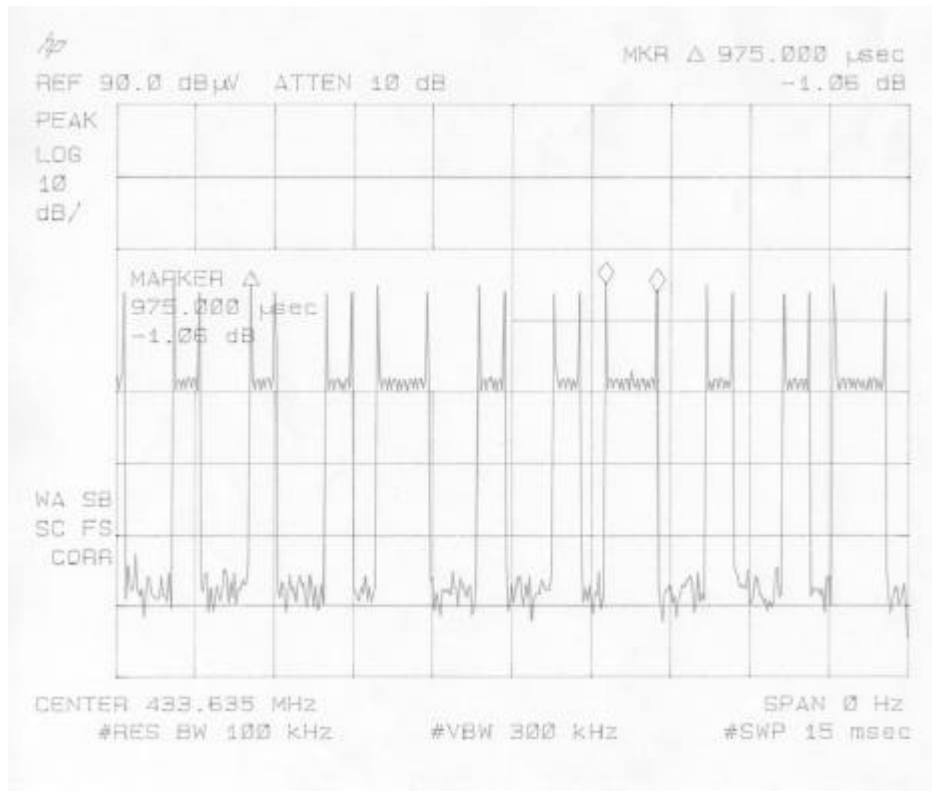 hp
MKR Δ 975.000 µsec
REF 90.0 dBµV ATTEN 10 dB -1.06 dB
PEAK
LOG
10
dB/
MARKER Δ
975.000 µsec
-1.06 dB
WA SB
SC FS
CORR
CENTER 433.635 MHz SPAN 0 Hz
#RES BW 100 kHz #VBW 300 kHz #SWP 15 msec